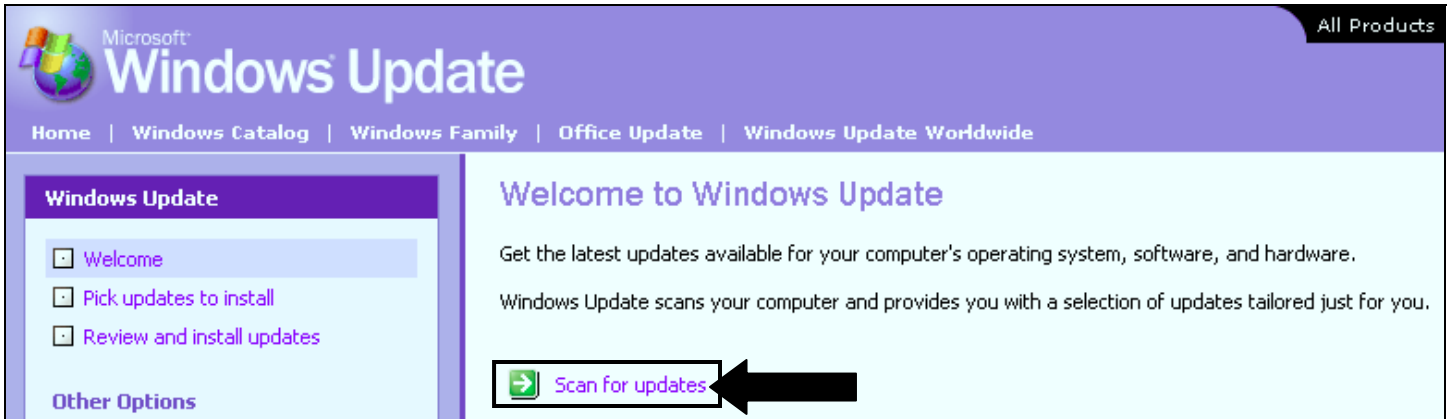 All Products
Microsoft
Windows Update
Home | Windows Catalog | Windows Family | Office Update | Windows Update Worldwide
Windows Update
Welcome
Pick updates to install
Review and install updates
Other Options
Welcome to Windows Update
Get the latest updates available for your computer's operating system, software, and hardware.
Windows Update scans your computer and provides you with a selection of updates tailored just for you.
Scan for updates